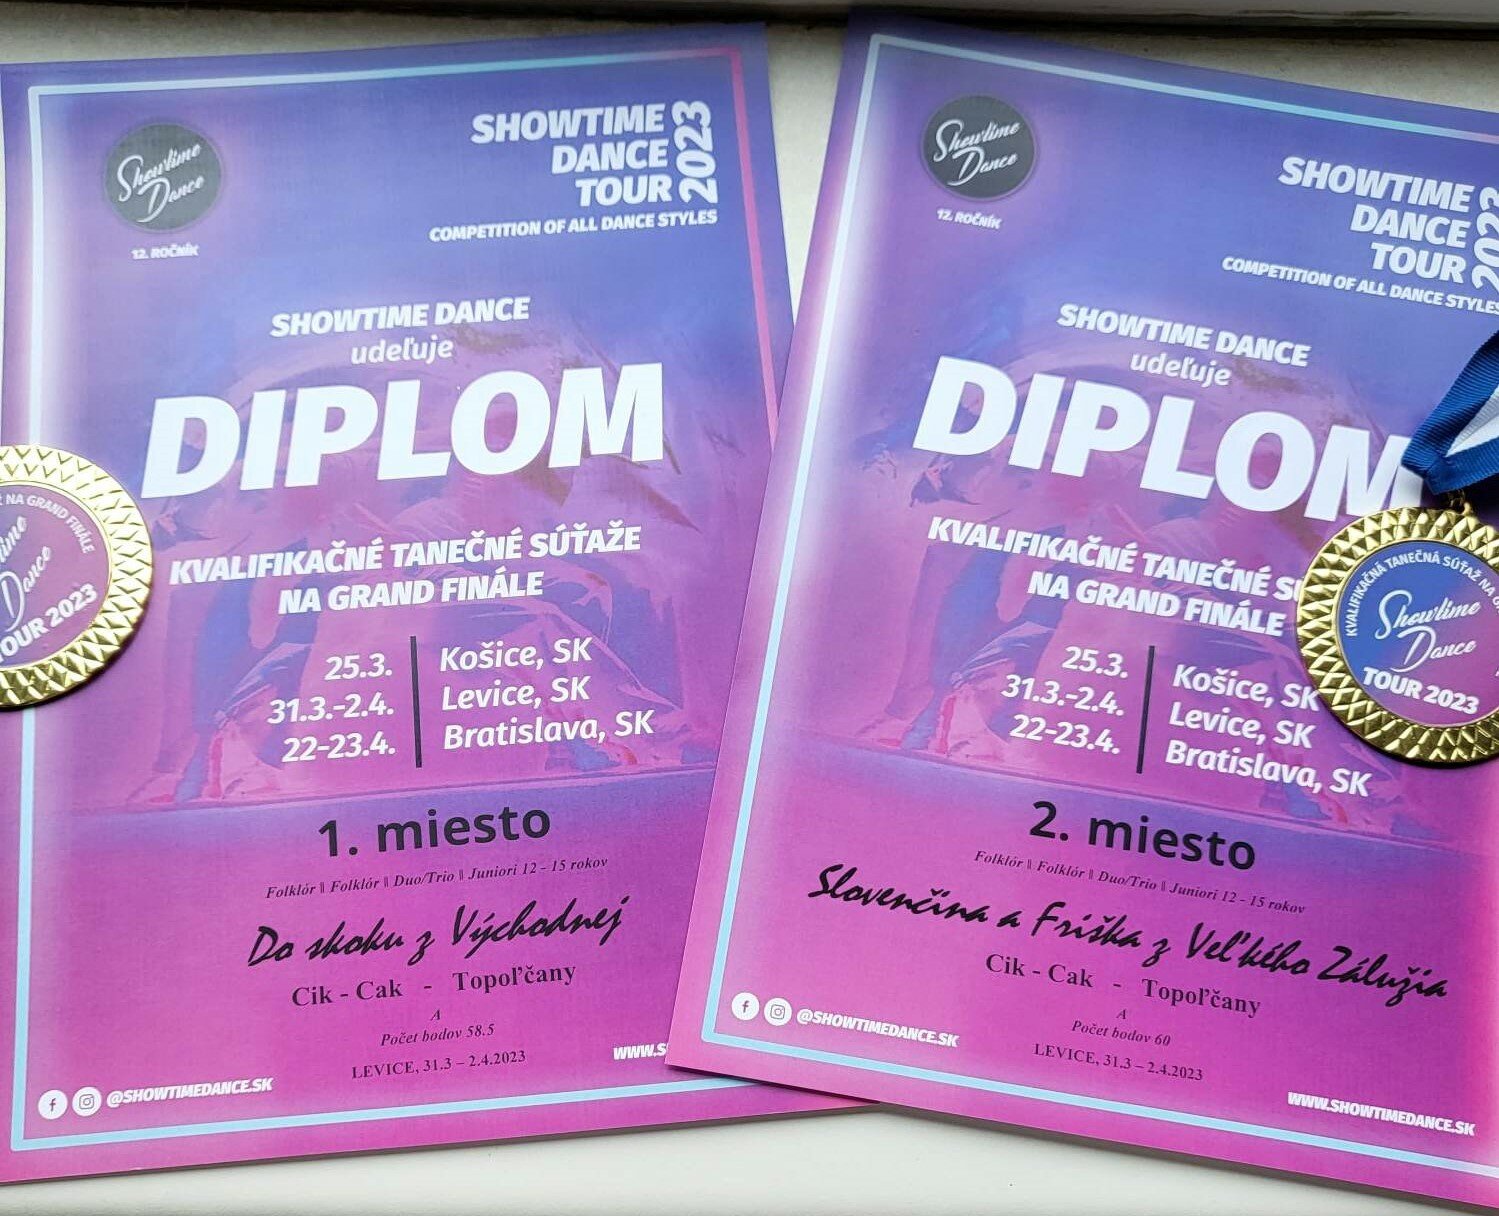 Showtime
Dance
12. ROČNÍK
SHOWTIME
DANCE
TOUR
2023
COMPETITION OF ALL DANCE STYLES
SHOWTIME DANCE
udeľuje
DIPLOM
KVALIFIKAČNÉ TANEČNÉ SÚŤAŽE
NA GRAND FINÁLE
25.3. Košice, SK
31.3.-2.4. Levice, SK
22-23.4. Bratislava, SK
1. miesto
Folklór || Folklór || Duo/Trio || Juniori 12 - 15 rokov
Do skoku z Východnej
Cik - Cak - Topoľčany
A
Počet bodov 58.5
LEVICE, 31.3 – 2.4.2023
@SHOWTIMEDANCE.SK
WWW.S
NA GRAND FINÁLE
Dance
TOUR 2023
Showtime
Dance
12. ROČNÍK
SHOWTIME
DANCE
TOUR
2023
COMPETITION OF ALL DANCE STYLES
SHOWTIME DANCE
udeľuje
DIPLOM
KVALIFIKAČNÉ TANEČNÉ
NA GRAND FINÁLE
25.3. Košice, SK
31.3.-2.4. Levice, SK
22-23.4. Bratislava, SK
2. miesto
Folklór || Folklór || Duo/Trio || Juniori 12 - 15 rokov
Slovenčina a Friška z Veľkého Zálužia
Cik - Cak - Topoľčany
A
Počet bodov 60
LEVICE, 31.3 – 2.4.2023
@SHOWTIMEDANCE.SK
WWW.SHOWTIMEDANCE.SK
KVALIFIKAČNÁ TANEČNÁ SÚŤAŽ NA
Showtime
Dance
TOUR 2023